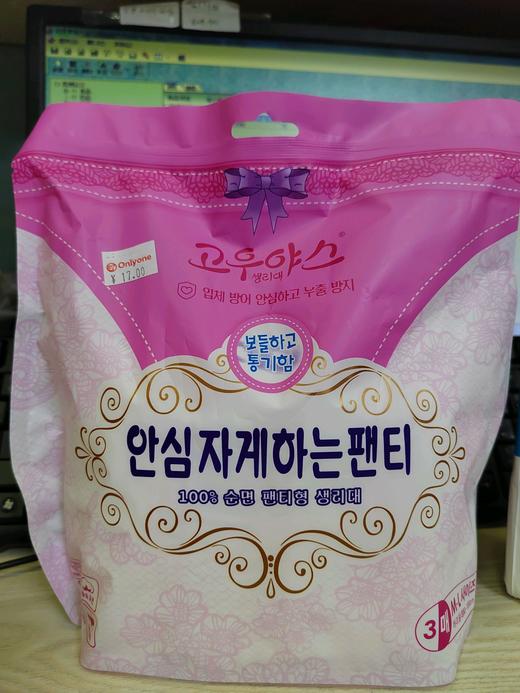 고우야스®
생리대
입체 방어 안심하고 누출 방지
Onlyone
¥ 17.00
보들하고
통기함
안심자게하는팬티
100% 순면 팬티형 생리대
3매